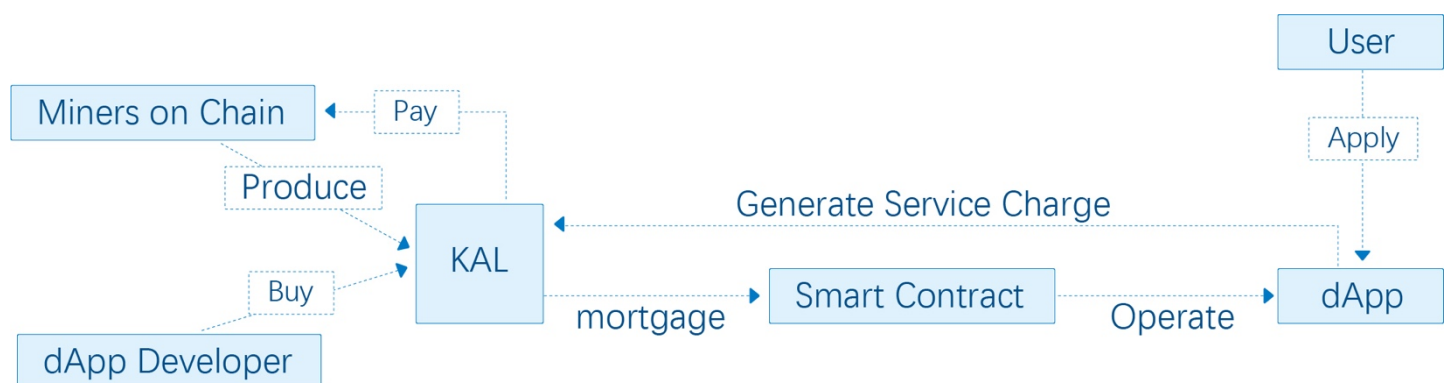 User
Miners on Chain
Pay
Apply
Produce
Generate Service Charge
KAL
Buy
Smart Contract
dApp
mortgage
Operate
dApp Developer